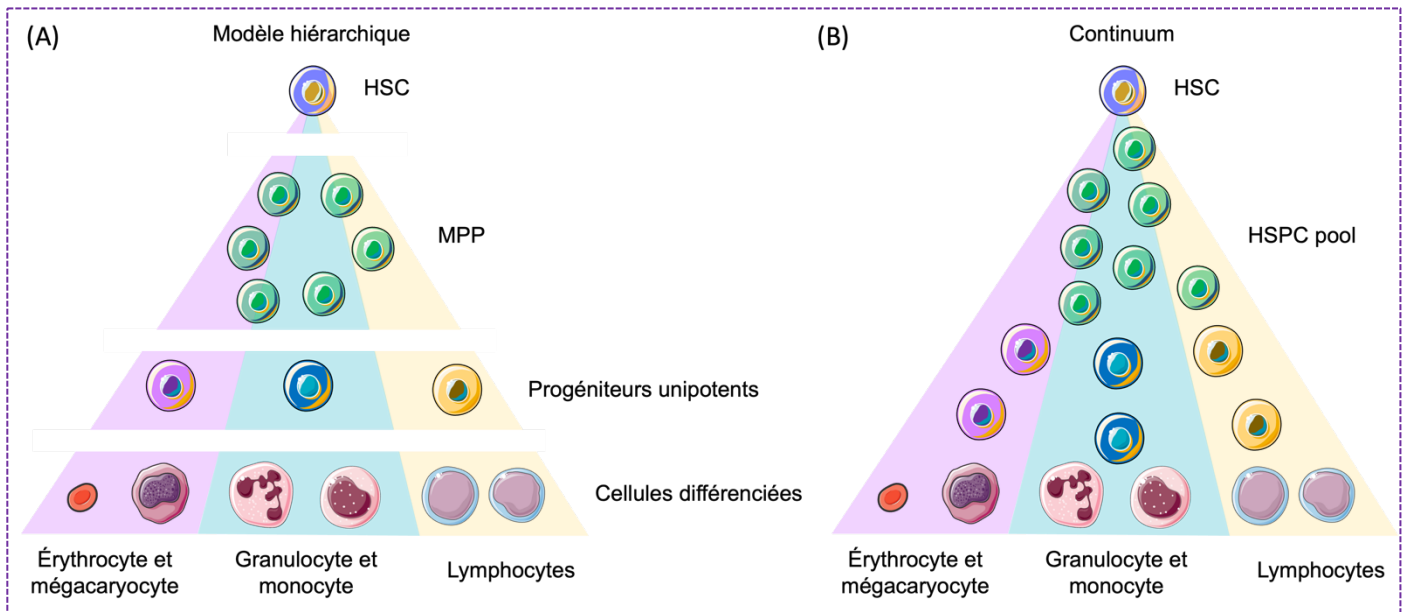 (A)
Modèle hiérarchique
HSC
MPP
Progéniteurs unipotents
Cellules différenciées
Érythrocyte et
mégacaryocyte
Granulocyte et
monocyte
Lymphocytes
(B)
Continuum
HSC
HSPC pool
Érythrocyte et
mégacaryocyte
Granulocyte et
monocyte
Lymphocytes